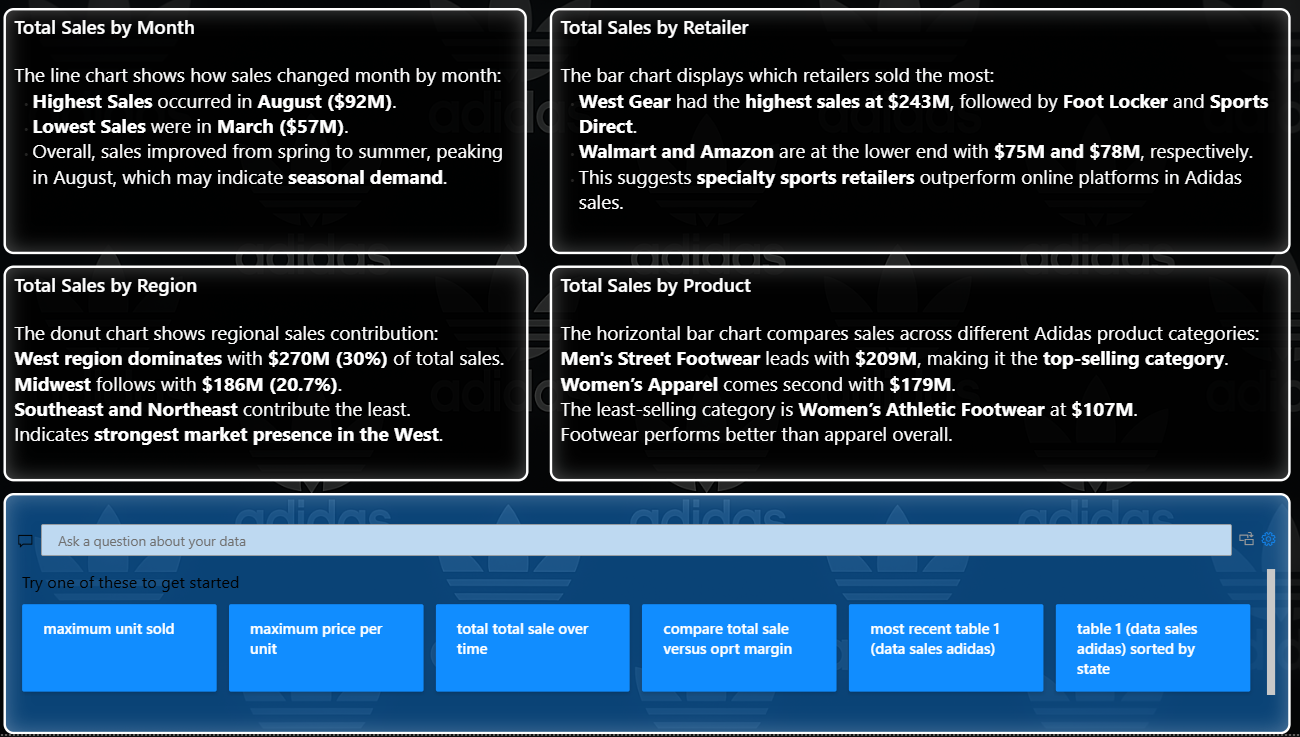 Total Sales by Month
The line chart shows how sales changed month by month:
Highest Sales occurred in August ($92M).
Lowest Sales were in March ($57M).
Overall, sales improved from spring to summer, peaking
in August, which may indicate seasonal demand.
Total Sales by Retailer
The bar chart displays which retailers sold the most:
West Gear had the highest sales at $243M, followed by Foot Locker and Sports
Direct.
Walmart and Amazon are at the lower end with $75M and $78M, respectively.
This suggests specialty sports retailers outperform online platforms in Adidas
sales.
Total Sales by Region
The donut chart shows regional sales contribution:
West region dominates with $270M (30%) of total sales.
Midwest follows with $186M (20.7%).
Southeast and Northeast contribute the least.
Indicates strongest market presence in the West.
Total Sales by Product
The horizontal bar chart compares sales across different Adidas product categories:
Men's Street Footwear leads with $209M, making it the top-selling category.
Women’s Apparel comes second with $179M.
The least-selling category is Women’s Athletic Footwear at $107M.
Footwear performs better than apparel overall.
adidas
adidas
adidas
adidas
adidas
adidas
Ask a question about your data
Try one of these to get started
maximum unit sold
maximum price per
unit
total total sale over
time
compare total sale
versus oprt margin
most recent table 1
(data sales adidas)
table 1 (data sales
adidas) sorted by
state